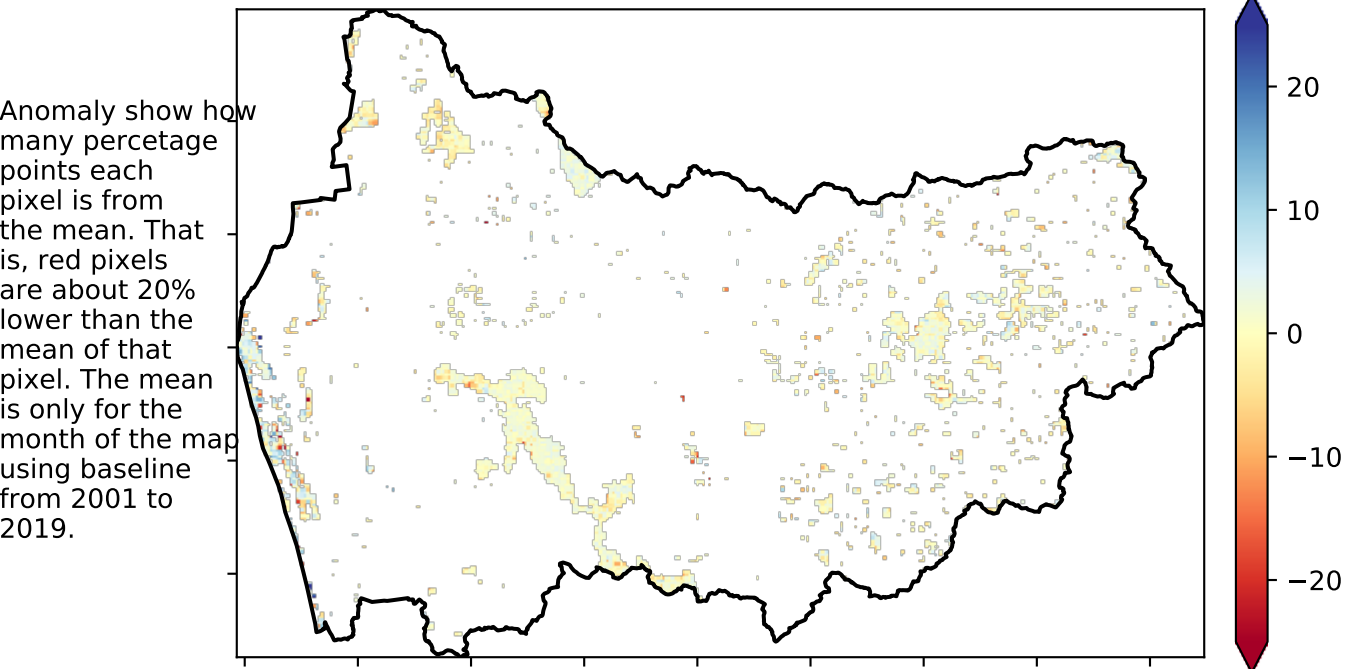 Anomaly show how
many percetage
points each
pixel is from
the mean. That
is, red pixels
are about 20%
lower than the
mean of that
pixel. The mean
is only for the
month of the map
using baseline
from 2001 to
2019.
20
10
0
−10
−20